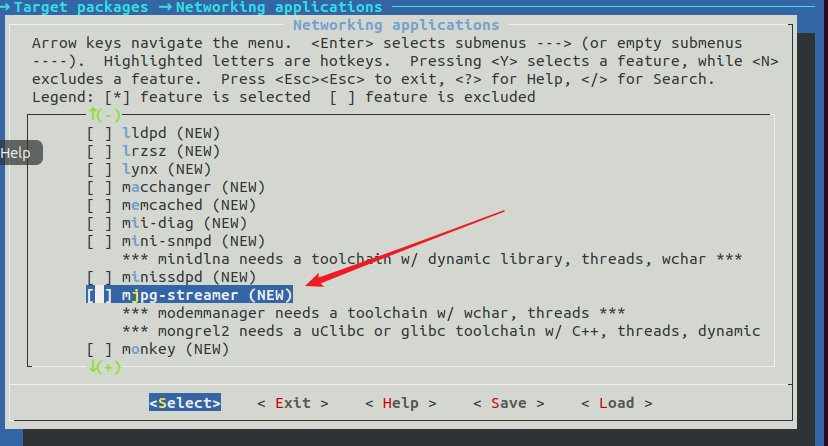 →Target packages →Networking applications
Networking applications
Arrow keys navigate the menu.  <Enter> selects submenus ---> (or empty submenus
----).  Highlighted letters are hotkeys.  Pressing <Y> selects a feature, while <N>
excludes a feature.  Press <Esc><Esc> to exit, <?> for Help, </> for Search.
Legend: [*] feature is selected  [ ] feature is excluded
↑(-)
[ ] lldpd (NEW)
[ ] lrzsz (NEW)
Help
[ ] lynx (NEW)
[ ] macchanger (NEW)
[ ] memcached (NEW)
[ ] mii-diag (NEW)
[ ] mini-snmpd (NEW)
*** minidlna needs a toolchain w/ dynamic library, threads, wchar ***
[ ] minissdpd (NEW)
[ ] mjpg-streamer (NEW)
*** modemmanager needs a toolchain w/ wchar, threads ***
*** mongrel2 needs a uClibc or glibc toolchain w/ C++, threads, dynamic
[ ] monkey (NEW)
↓(+)
<Select>    < Exit >    < Help >    < Save >    < Load >